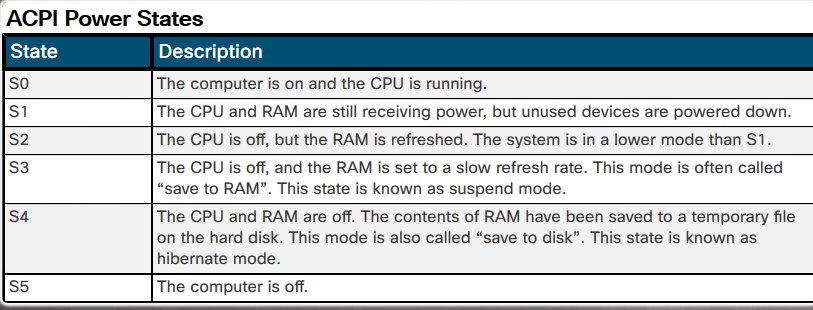 ACPI Power States
State Description
S0 The computer is on and the CPU is running.
S1 The CPU and RAM are still receiving power, but unused devices are powered down.
S2 The CPU is off, but the RAM is refreshed. The system is in a lower mode than S1.
S3 The CPU is off, and the RAM is set to a slow refresh rate. This mode is often called
“save to RAM”. This state is known as suspend mode.
S4 The CPU and RAM are off. The contents of RAM have been saved to a temporary file
on the hard disk. This mode is also called “save to disk”. This state is known as
hibernate mode.
S5 The computer is off.